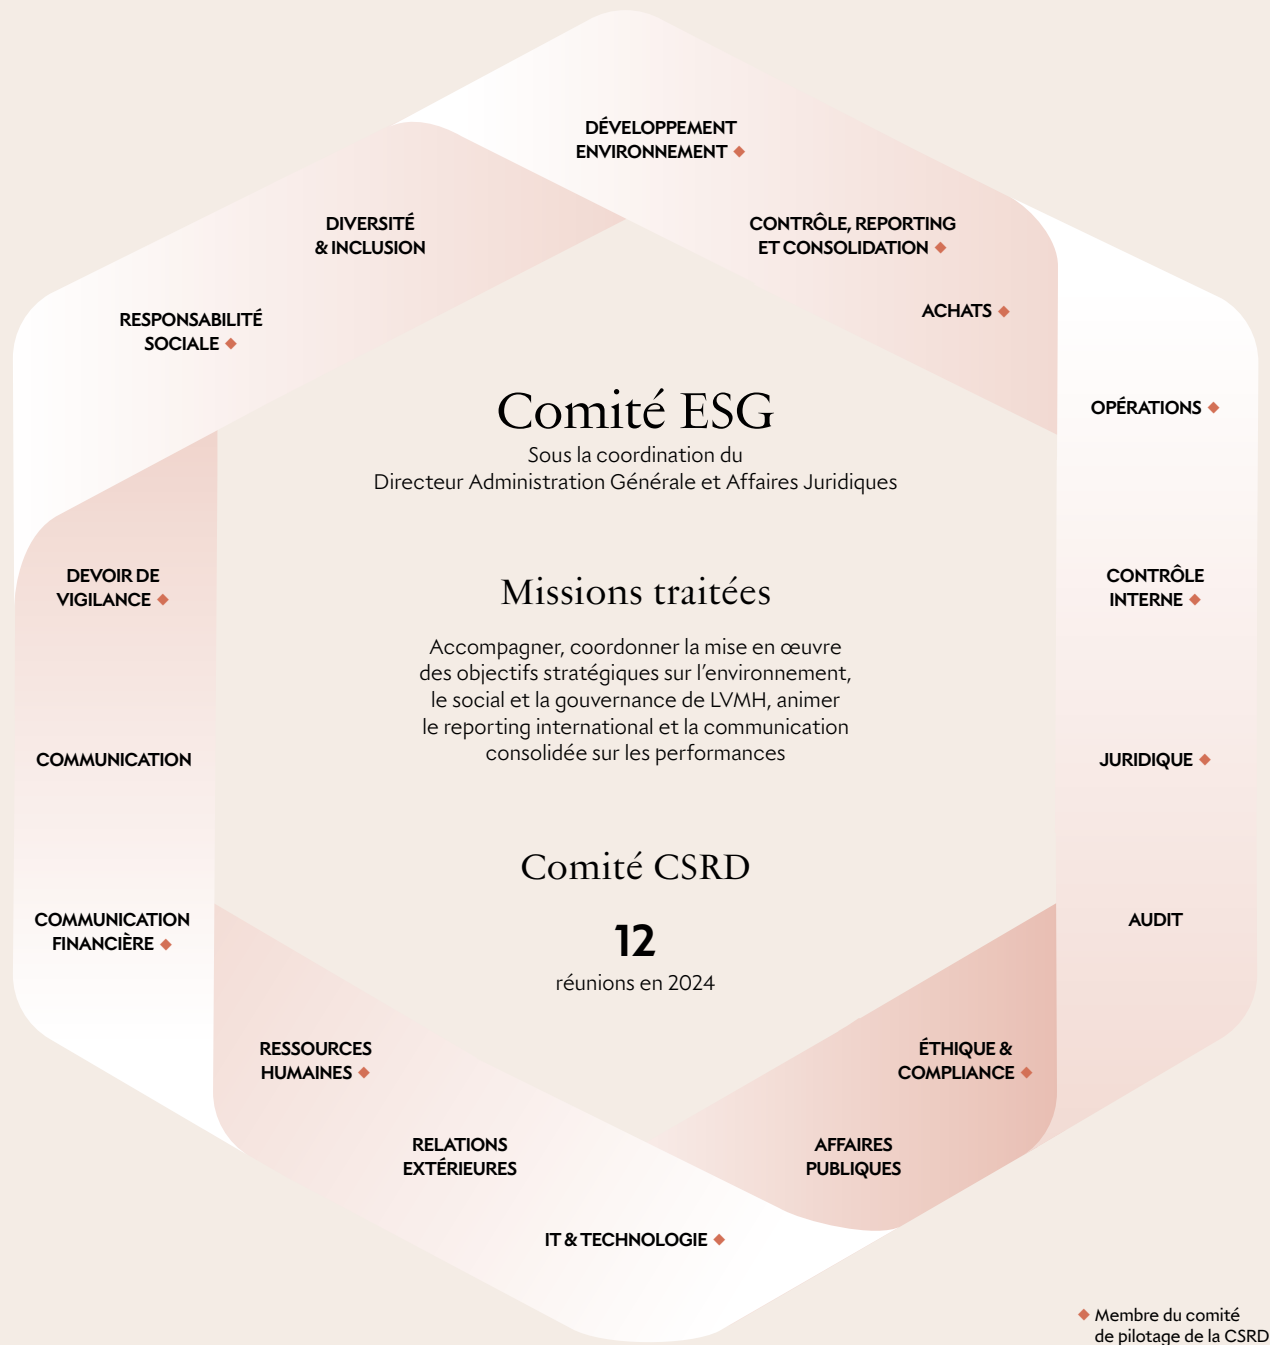 DÉVELOPPEMENT
ENVIRONNEMENT ◆
DIVERSITÉ
& INCLUSION
CONTRÔLE, REPORTING
ET CONSOLIDATION ◆
ACHATS ◆
RESPONSABILITÉ
SOCIALE ◆
OPÉRATIONS ◆
Comité ESG
Sous la coordination du
Directeur Administration Générale et Affaires Juridiques
DEVOIR DE
VIGILANCE ◆
CONTRÔLE
INTERNE ◆
Missions traitées
Accompagner, coordonner la mise en œuvre
des objectifs stratégiques sur l’environnement,
le social et la gouvernance de LVMH, animer
le reporting international et la communication
consolidée sur les performances
COMMUNICATION
JURIDIQUE ◆
Comité CSRD
12
réunions en 2024
COMMUNICATION
FINANCIÈRE ◆
AUDIT
RESSOURCES
HUMAINES ◆
ÉTHIQUE &
COMPLIANCE ◆
RELATIONS
EXTÉRIEURES
AFFAIRES
PUBLIQUES
IT & TECHNOLOGIE ◆
◆ Membre du comité
de pilotage de la CSRD